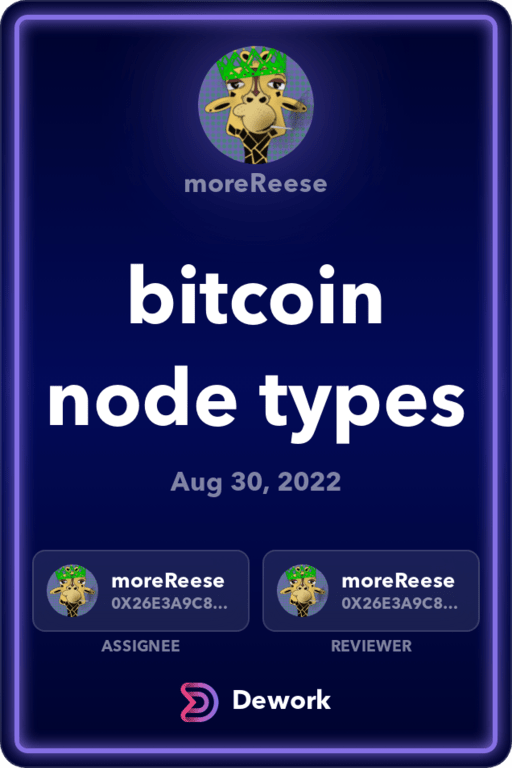 moreReese
bitcoin
node types
Aug 30, 2022
moreReese
0X26E3A9C8...
ASSIGNEE
moreReese
0X26E3A9C8...
REVIEWER
Dework